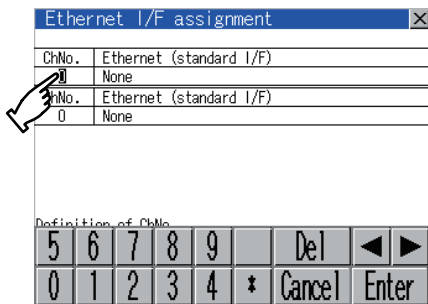 Ethernet I/F assignment ×
ChNo. Ethernet (standard I/F)
0 None
ChNo. Ethernet (standard I/F)
0 None
Definition of ChNo
5 6 7 8 9 Del ◀ ▶
0 1 2 3 4 * Cancel Enter